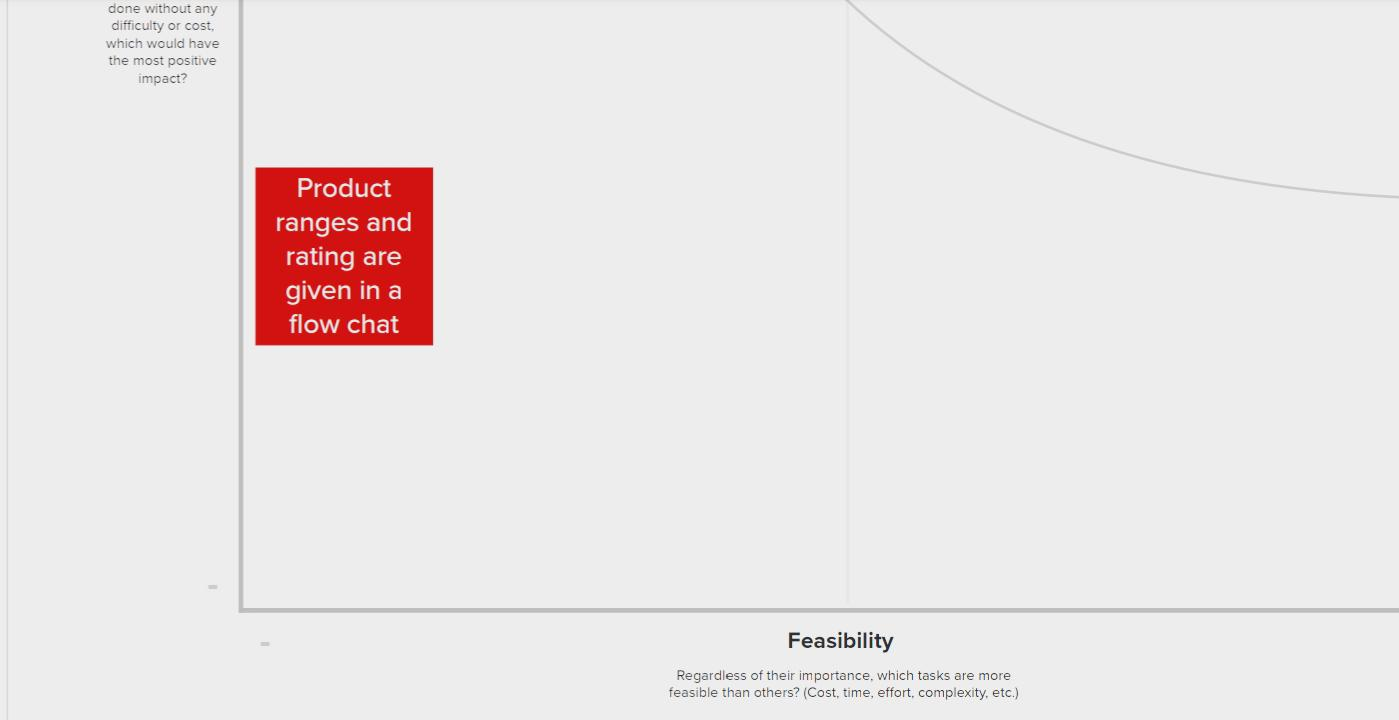 done without any
difficulty or cost,
which would have
the most positive
impact?
Product
ranges and
rating are
given in a
flow chat
Feasibility
Regardless of their importance, which tasks are more
feasible than others? (Cost, time, effort, complexity, etc.)